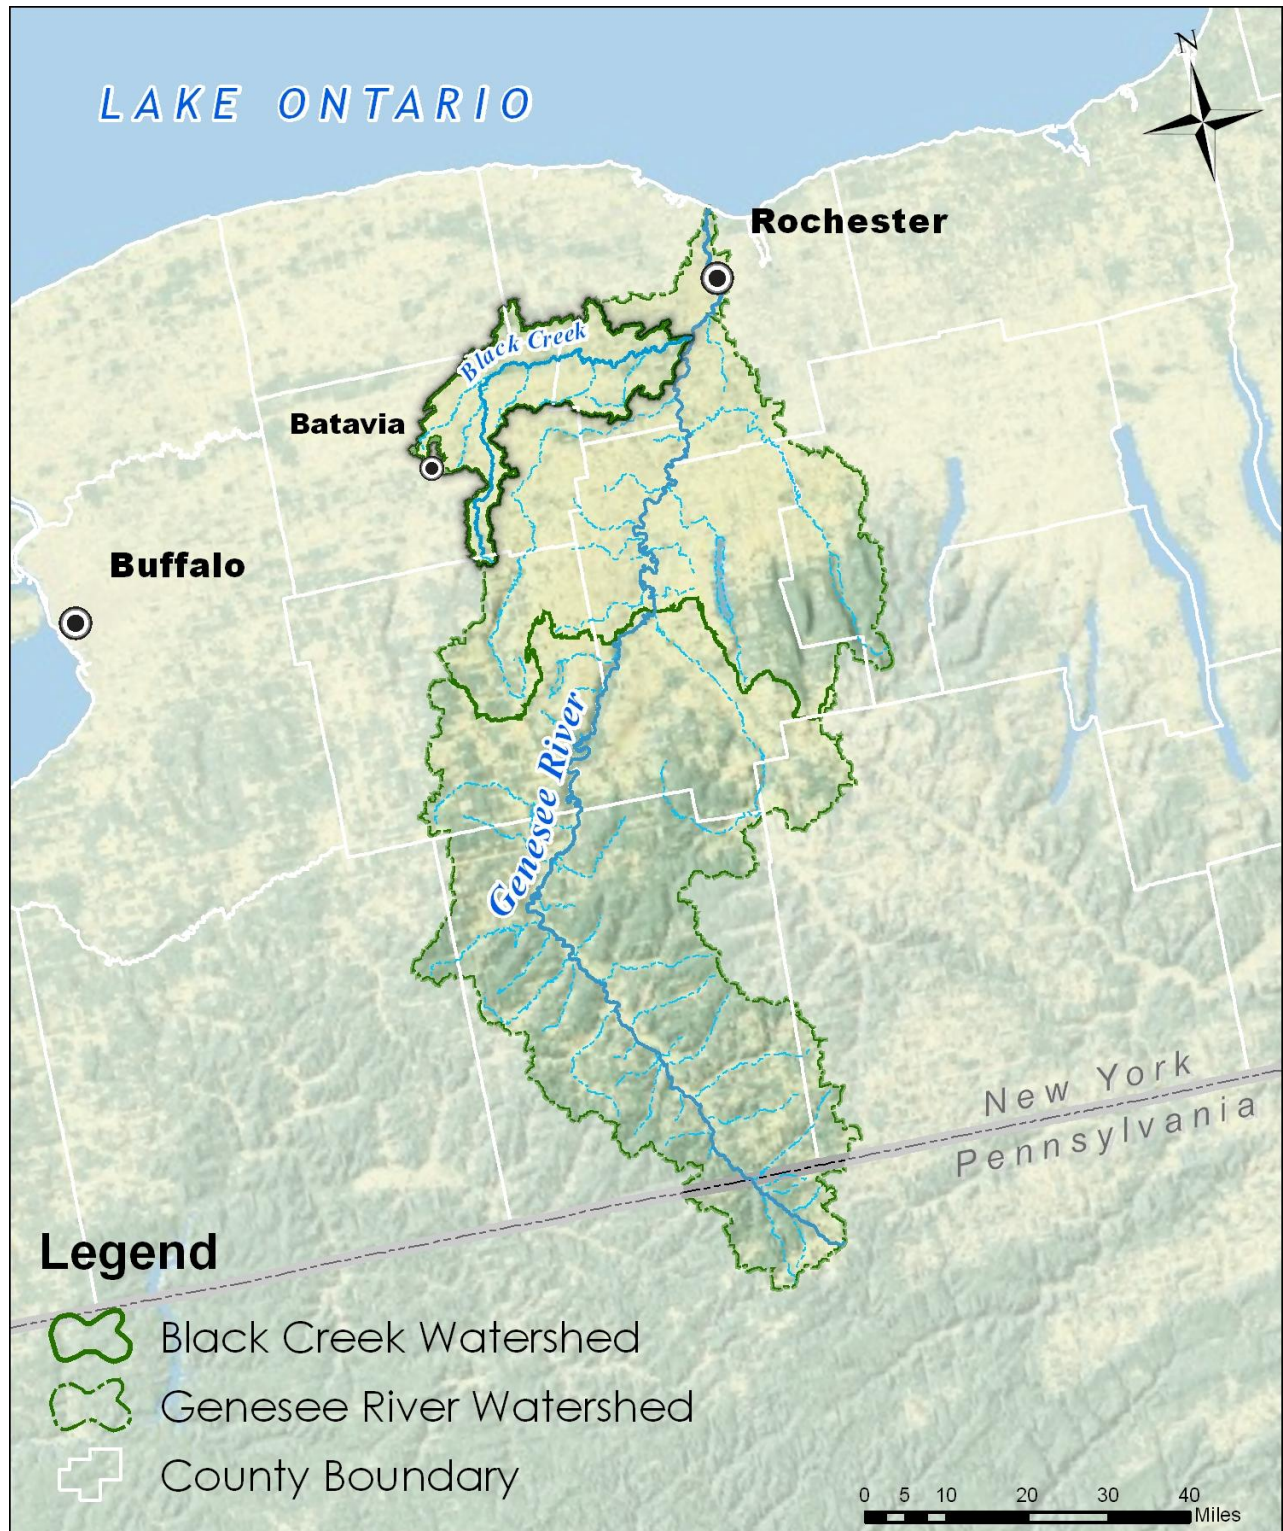 N
LAKE ONTARIO
Rochester
Black Creek
Batavia
Buffalo
Genesee River
New York
Pennsylvania
Legend
Black Creek Watershed
Genesee River Watershed
County Boundary
0 5 10 20 30 40
Miles